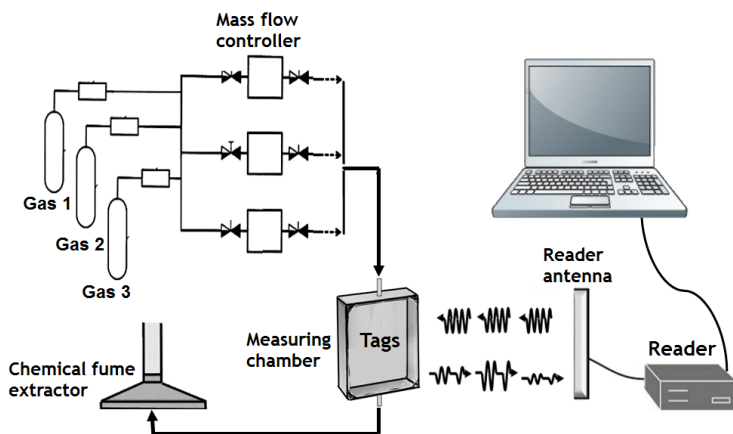 Mass flow
controller
Gas 1
Gas 2
Gas 3
Reader
antenna
Measuring
chamber
Tags
Reader
Chemical fume
extractor